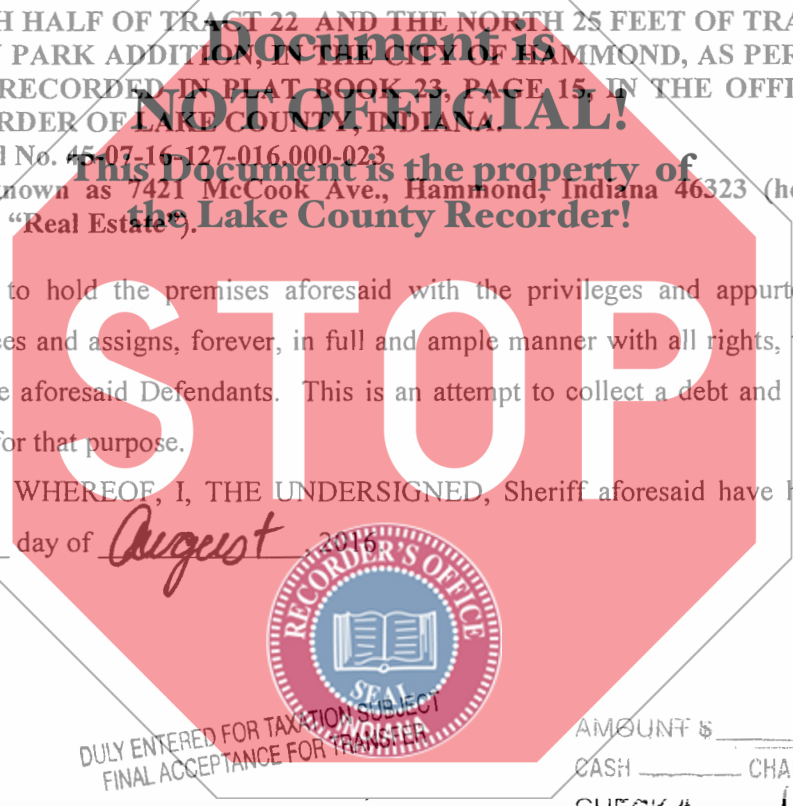 H HALF OF TRACT 22 AND THE NORTH 25 FEET OF TRA
Document is
PARK ADDITION, IN THE CITY OF HAMMOND, AS PER
RECORDED IN PLAT BOOK 23, PAGE 15, IN THE OFFI
NOT OFFICIAL!
RDER OF LAKE COUNTY, INDIANA.
l No. 45-07-16-127-016.000-023
This Document is the property of
nown as 7421 McCook Ave., Hammond, Indiana 46323 (he
the Lake County Recorder!
"Real Estate").
to hold the premises aforesaid with the privileges and appurt
es and assigns, forever, in full and ample manner with all rights,
STOP
e aforesaid Defendants. This is an attempt to collect a debt and
for that purpose.
WHEREOF, I, THE UNDERSIGNED, Sheriff aforesaid have h
day of August, 2016
RECORDER'S OFFICE
SEAL
INDIANA
DULY ENTERED FOR TAXATION SUBJECT
FINAL ACCEPTANCE FOR TRANSFER
AMOUNT $
CASH CHA
CHECK #